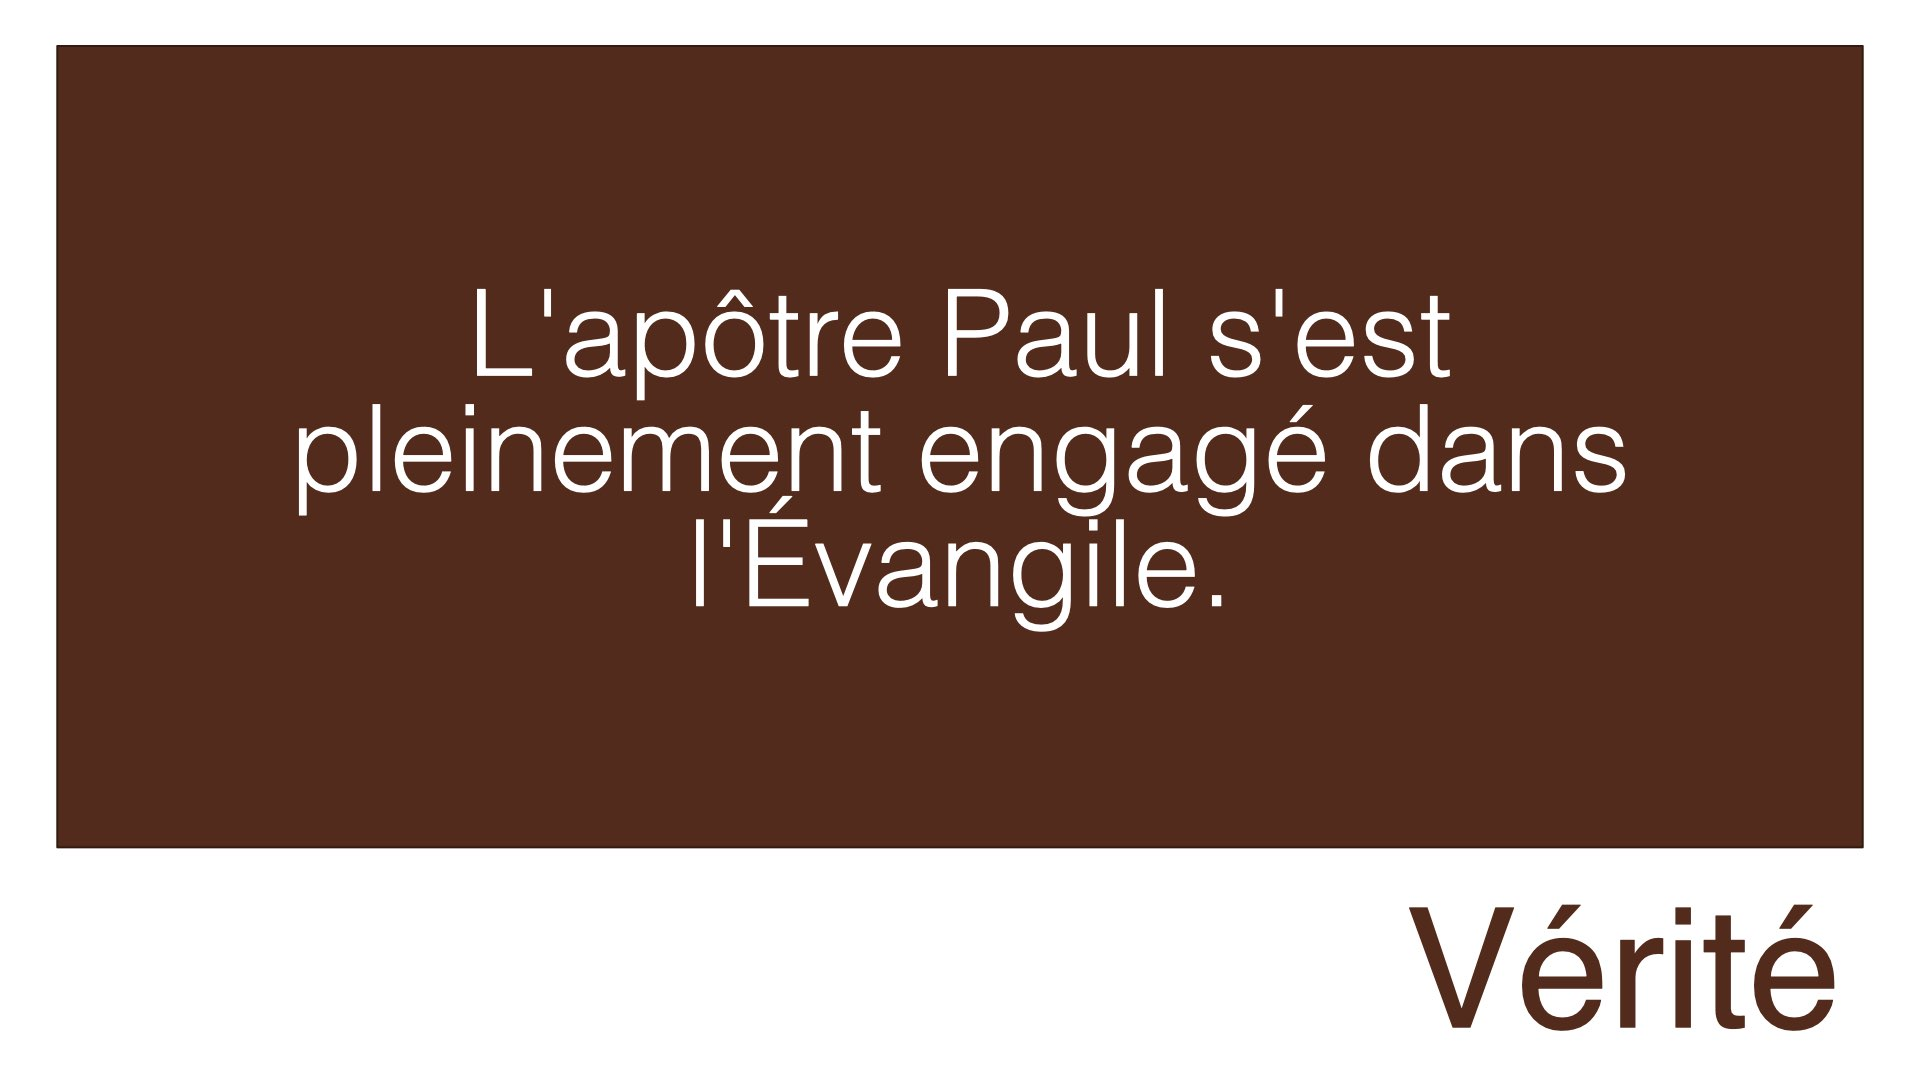 L'apôtre Paul s'est
pleinement engagé dans
l'Évangile.
Vérité